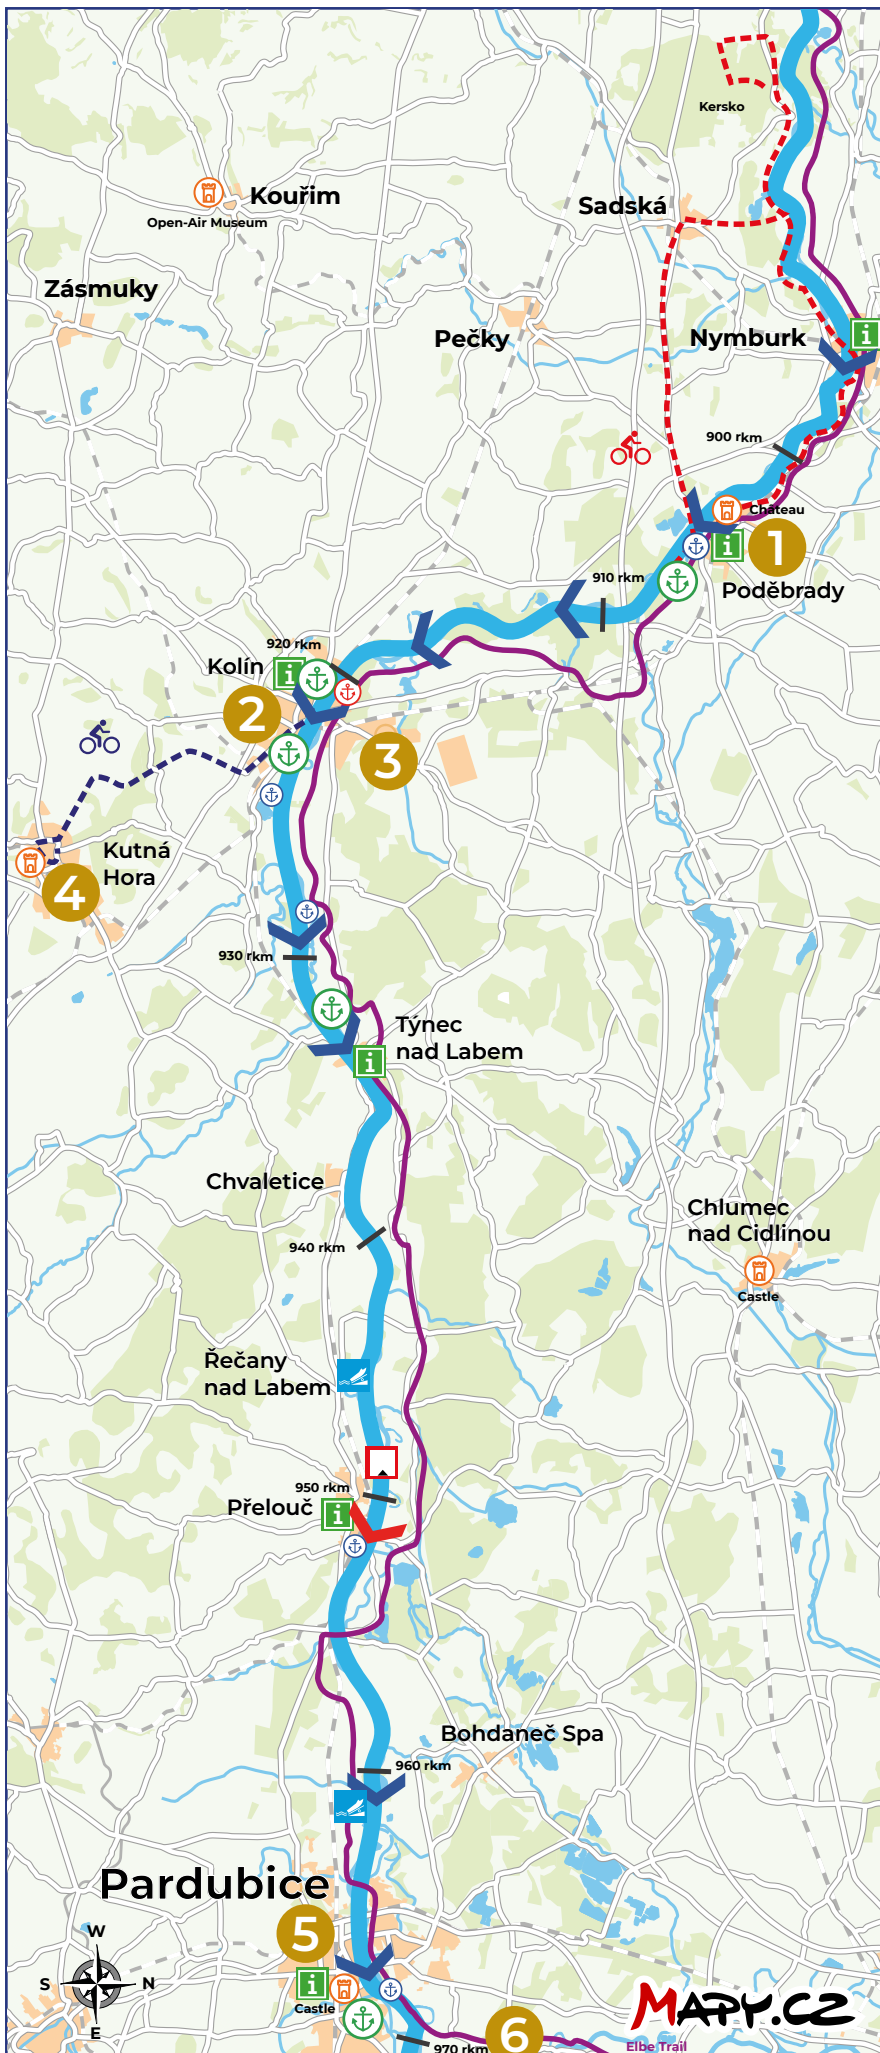 Kersko
Kouřim
Open-Air Museum
Sadská
Zásmuky
Pečky
Nymburk
i
900 rkm
Château
1
i
Poděbrady
910 rkm
920 rkm
Kolín
i
2
3
Kutná
Hora
4
930 rkm
Týnec
nad Labem
i
Chvaletice
Chlumec
nad Cidlinou
940 rkm
Castle
Řečany
nad Labem
950 rkm
Přelouč
i
Bohdaneč Spa
960 rkm
Pardubice
5
W
S
N
E
i
Castle
MAPY.CZ
6
970 rkm
Elbe Trail